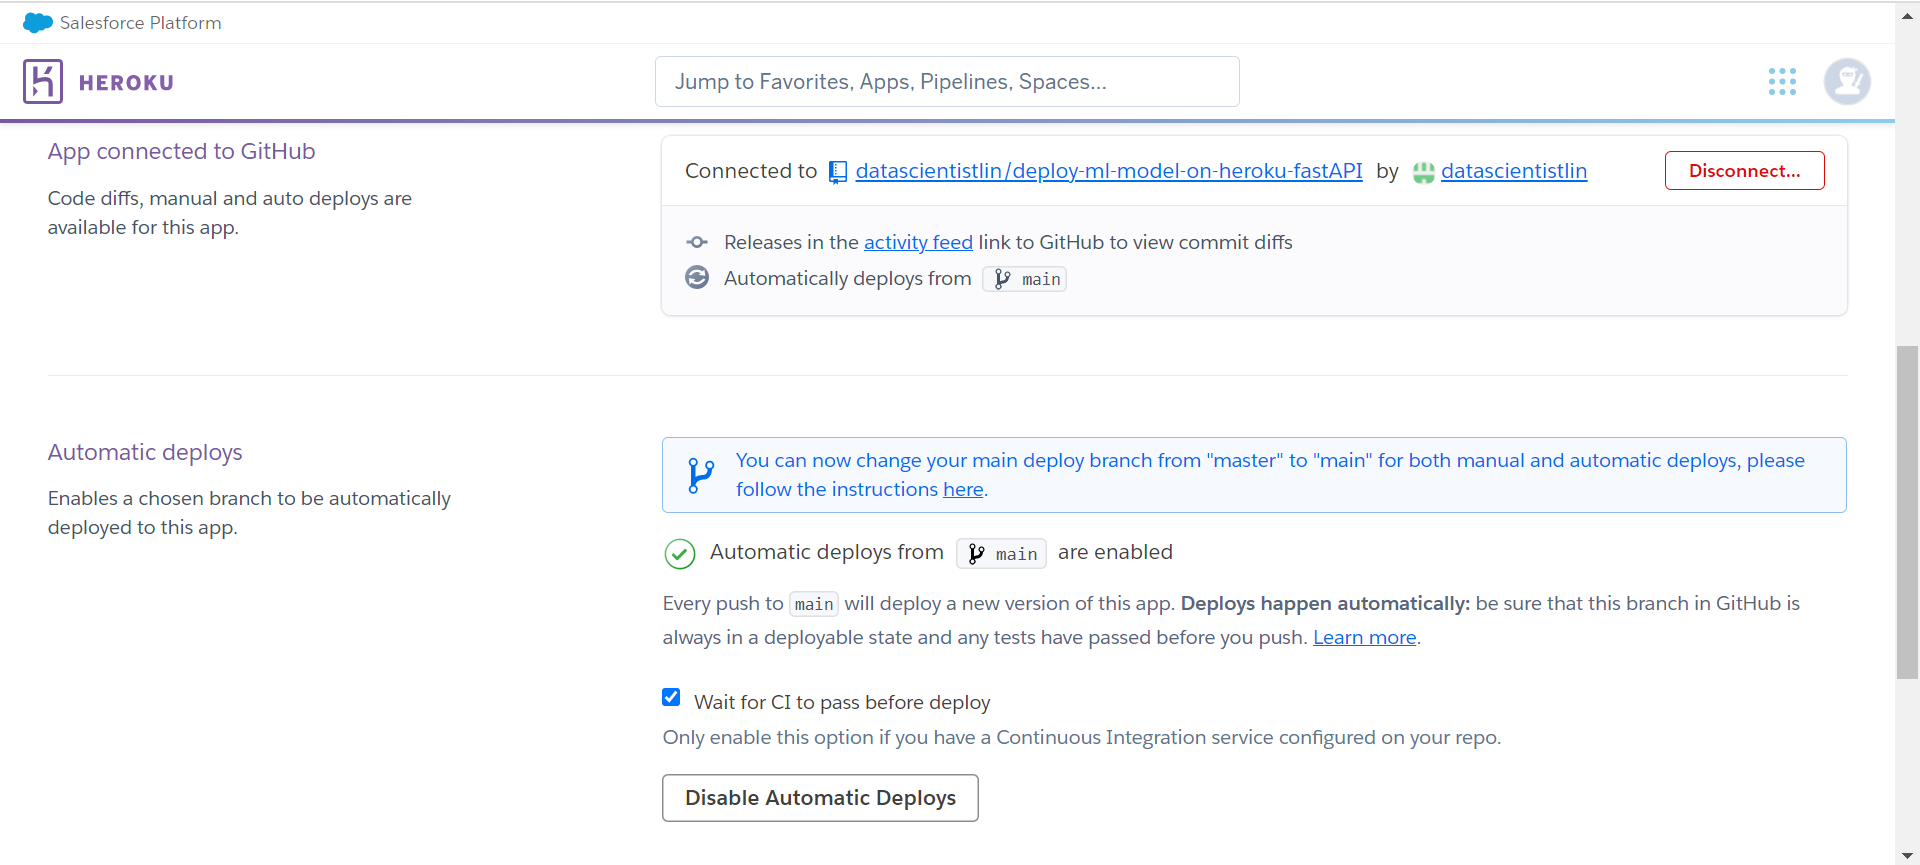 Salesforce Platform
HEROKU
Jump to Favorites, Apps, Pipelines, Spaces...
App connected to GitHub
Code diffs, manual and auto deploys are
available for this app.
Connected to datascientistlin/deploy-ml-model-on-heroku-fastAPI by datascientistlin
Disconnect...
Releases in the activity feed link to GitHub to view commit diffs
Automatically deploys from main
Automatic deploys
Enables a chosen branch to be automatically
deployed to this app.
You can now change your main deploy branch from "master" to "main" for both manual and automatic deploys, please
follow the instructions here.
Automatic deploys from main are enabled
Every push to main will deploy a new version of this app. Deploys happen automatically: be sure that this branch in GitHub is
always in a deployable state and any tests have passed before you push. Learn more.
Wait for CI to pass before deploy
Only enable this option if you have a Continuous Integration service configured on your repo.
Disable Automatic Deploys